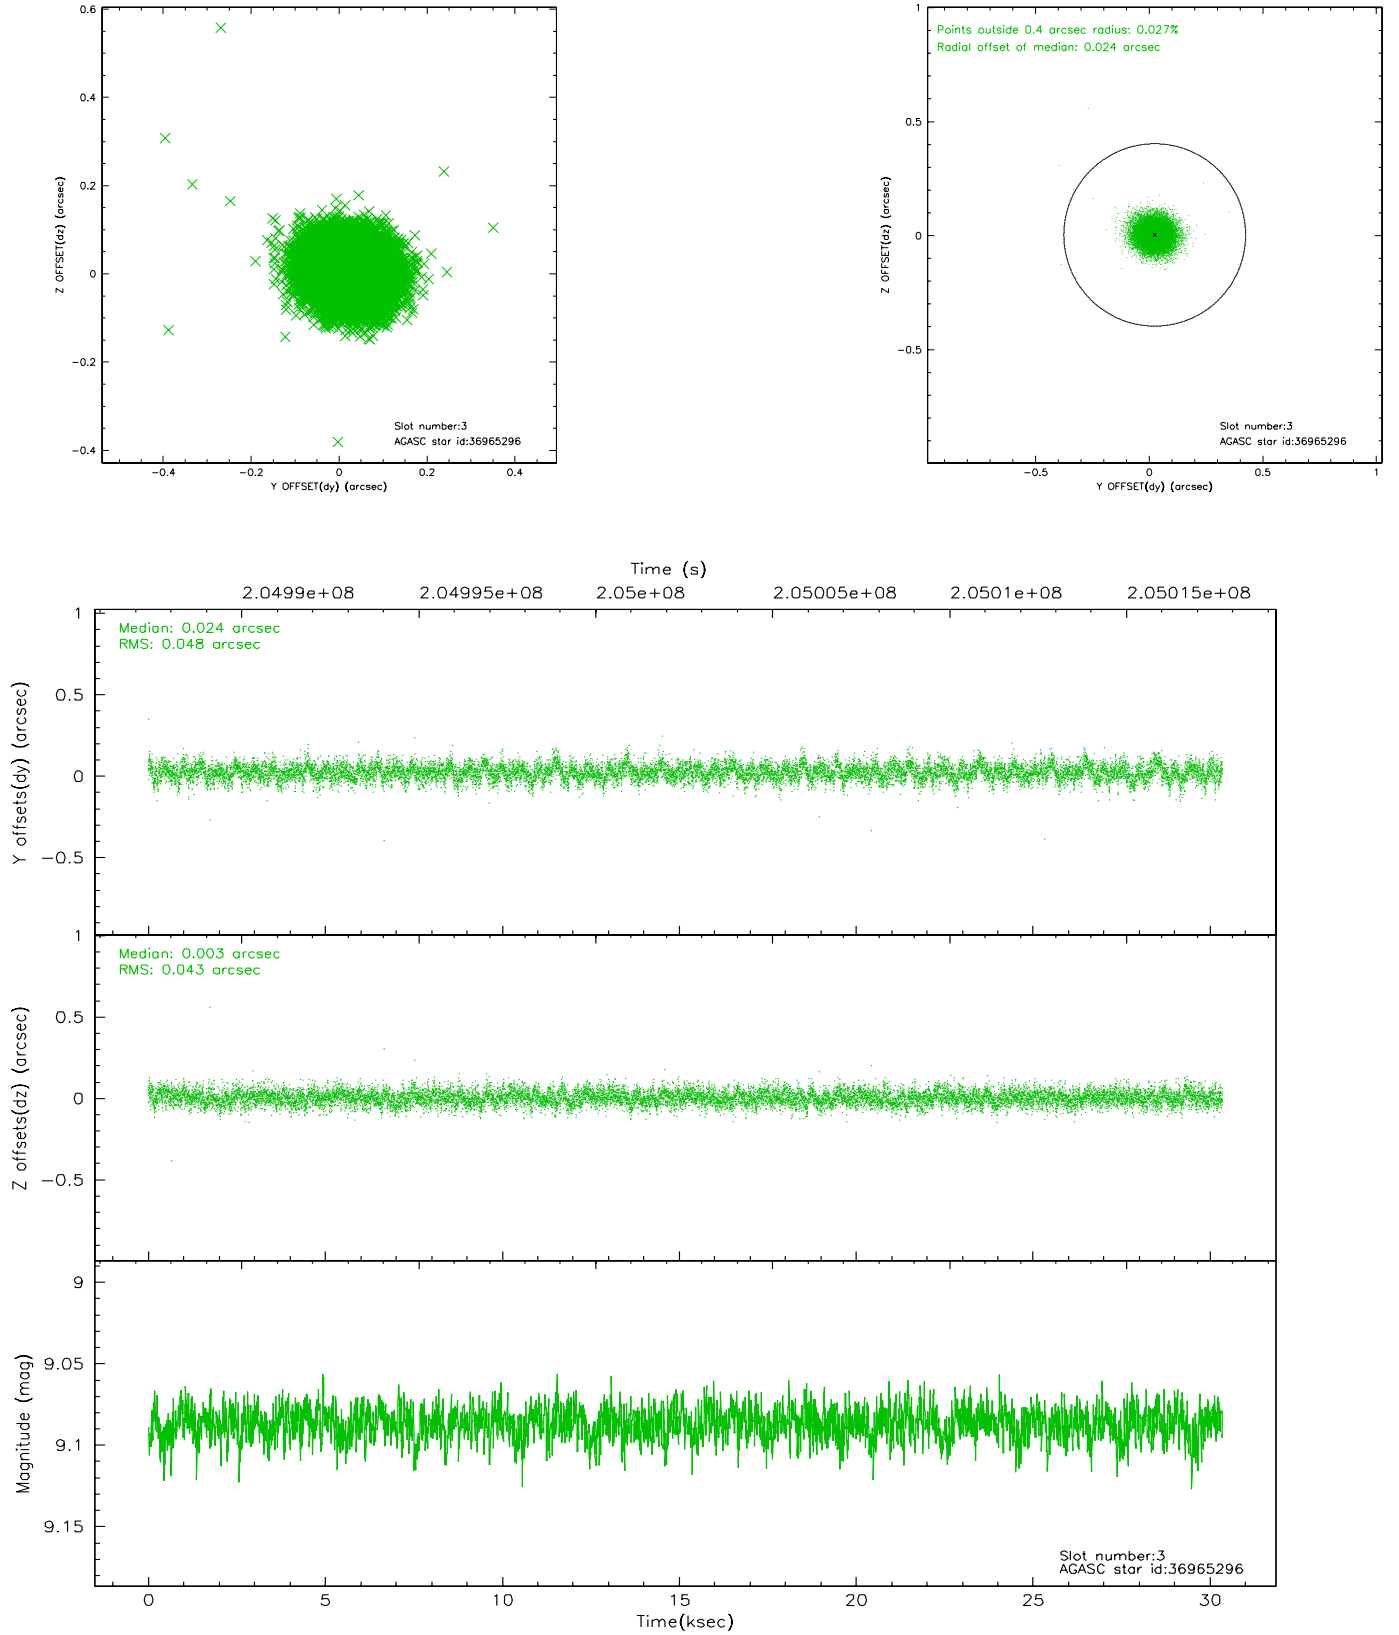 0.6
0.4
0.2
0
−0.2
−0.4
Z OFFSET(dz) (arcsec)
Slot number:3
AGASC star id:36965296
−0.4 −0.2 0 0.2 0.4
Y OFFSET(dy) (arcsec)
1
0.5
0
−0.5
Z OFFSET(dz) (arcsec)
Points outside 0.4 arcsec radius: 0.027%
Radial offset of median: 0.024 arcsec
Slot number:3
AGASC star id:36965296
−0.5 0 0.5 1
Y OFFSET(dy) (arcsec)
Time (s)
2.0499e+08 2.04995e+08 2.05e+08 2.05005e+08 2.0501e+08 2.05015e+08
1
0.5
0
−0.5
Y offsets(dy) (arcsec)
Median: 0.024 arcsec
RMS: 0.048 arcsec
1
0.5
0
−0.5
Z offsets(dz) (arcsec)
Median: 0.003 arcsec
RMS: 0.043 arcsec
9
9.05
9.1
9.15
Magnitude (mag)
Slot number:3
AGASC star id:36965296
0 5 10 15 20 25 30
Time(ksec)